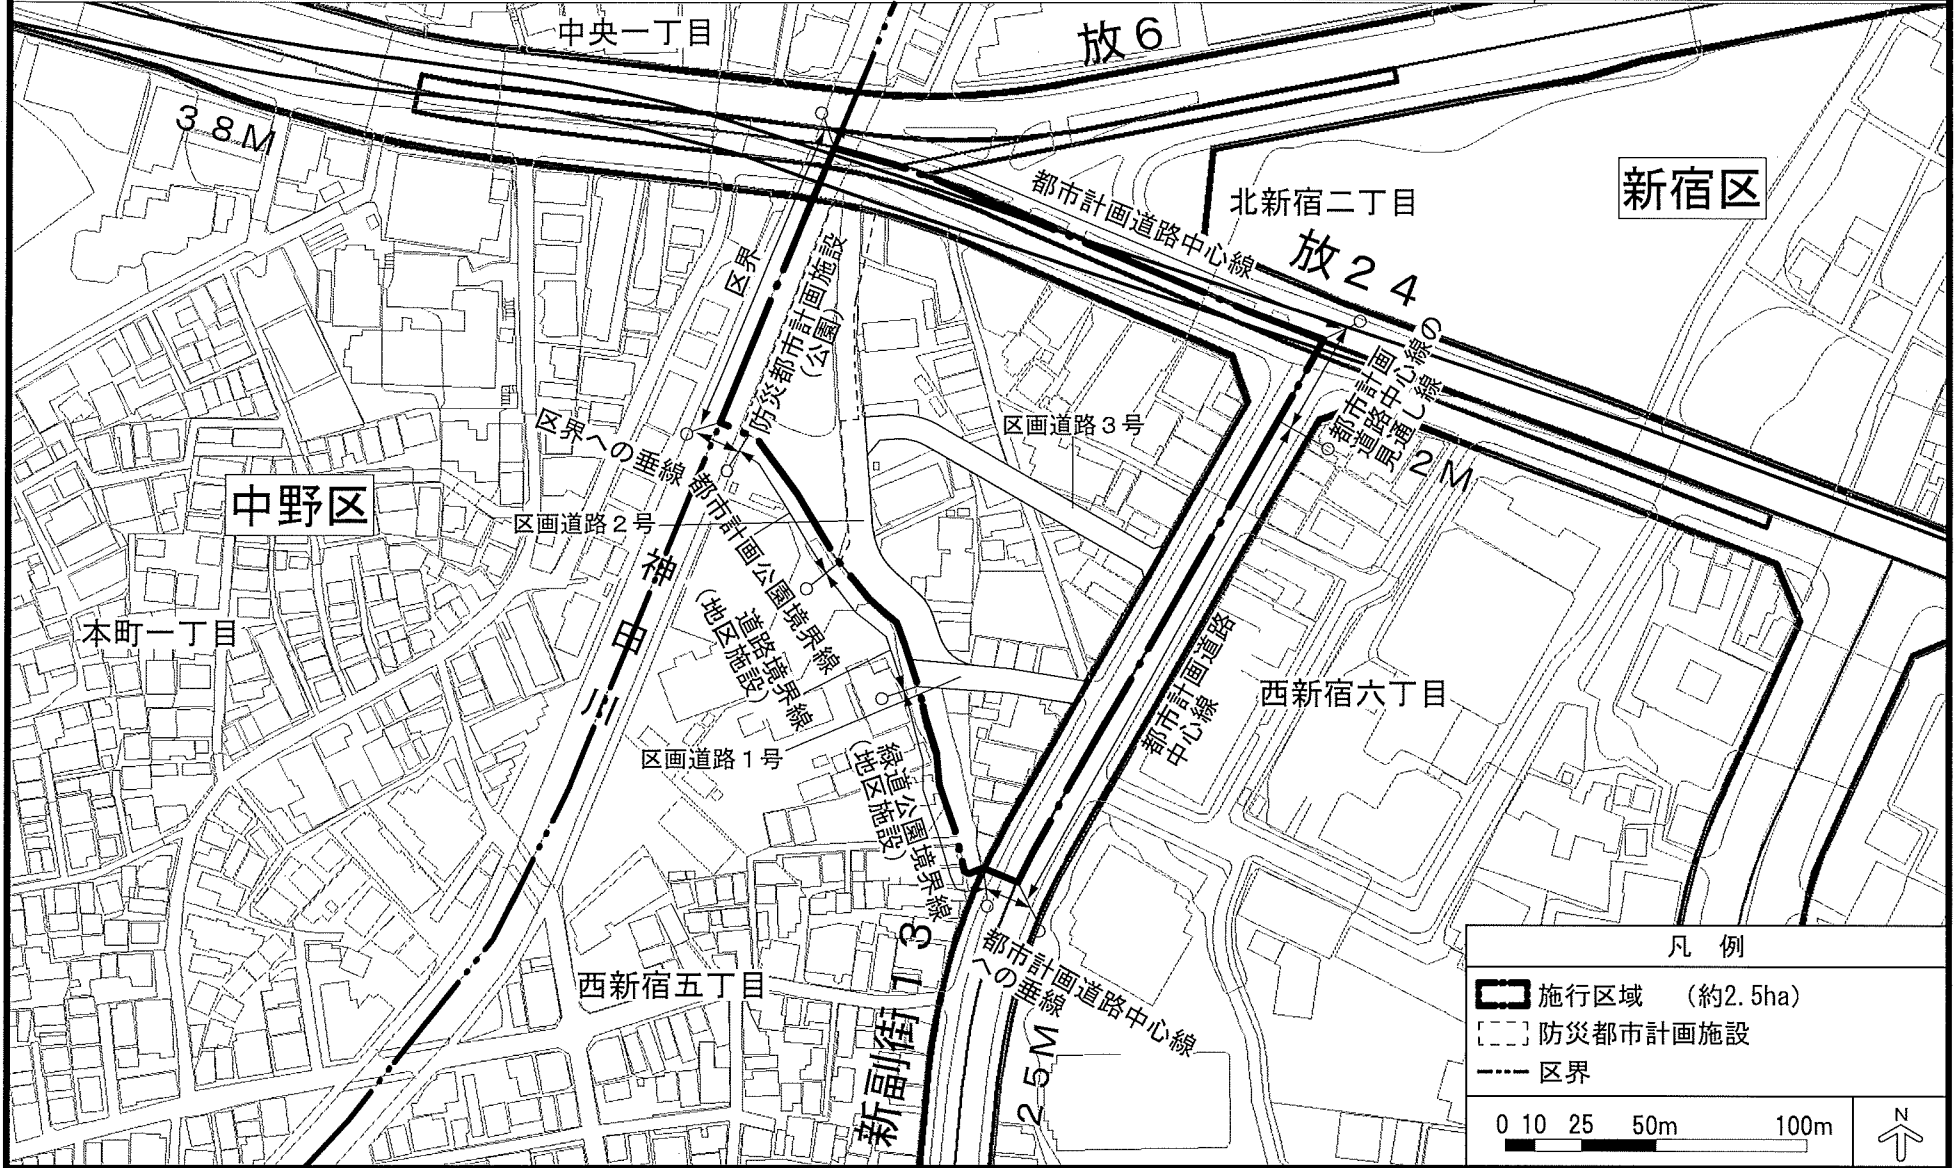 中央一丁目
放６
３８Ｍ
新宿区
北新宿二丁目
都市計画道路中心線
放２４
区界
防災都市計画施設
（公園）
都市計画
道路中心線の
見通し線
２Ｍ
区画道路３号
区界への垂線
中野区
区画道路２号
都市計画公園境界線
神田川
道路境界線
（地区施設）
本町一丁目
都市計画道路
中心線
西新宿六丁目
区画道路１号
緑道公園境界線
（地区施設）
西新宿五丁目
新副街１３
都市計画道路中心線
への垂線
２５Ｍ
凡 例
施行区域 （約2.5ha）
防災都市計画施設
区界
0 10 25 50m 100m
N